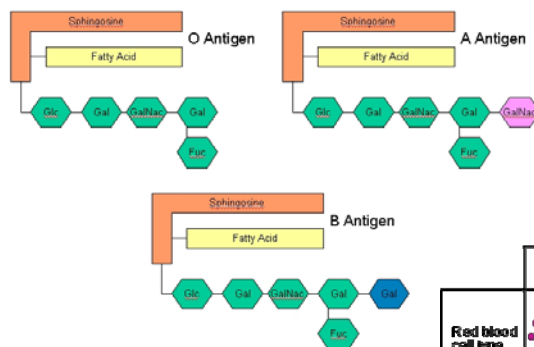 Sphingosine
O Antigen
Fatty Acid
Glc Gal GalNac Gal
Fuc
Sphingosine
A Antigen
Fatty Acid
Glc Gal GalNac Gal GalNac
Fuc
Sphingosine
B Antigen
Fatty Acid
Glc Gal GalNac Gal Gal
Fuc
Red blood
cell type